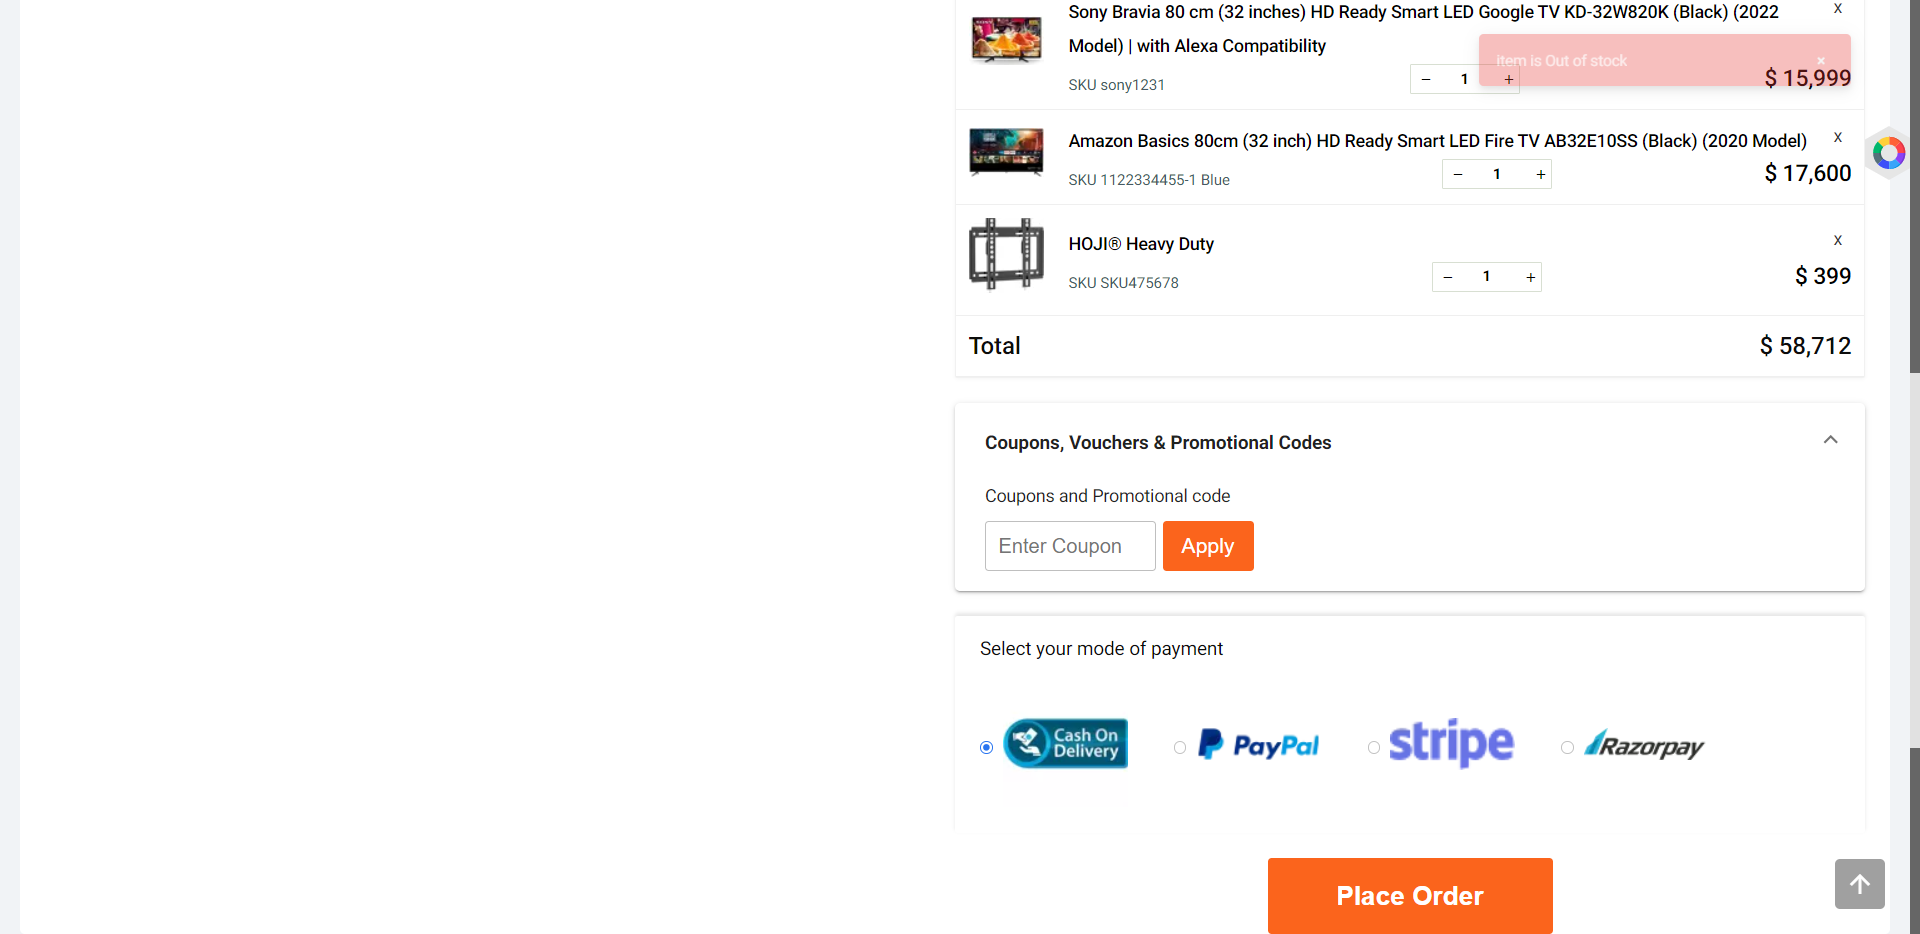 Sony Bravia 80 cm (32 inches) HD Ready Smart LED Google TV KD-32W820K (Black) (2022
Model) | with Alexa Compatibility
X
item is Out of stock ×
SKU sony1231
− 1 +
$ 15,999
Amazon Basics 80cm (32 inch) HD Ready Smart LED Fire TV AB32E10SS (Black) (2020 Model)
X
SKU 1122334455-1 Blue
− 1 +
$ 17,600
HOJI® Heavy Duty
X
SKU SKU475678
− 1 +
$ 399
Total $ 58,712
Coupons, Vouchers & Promotional Codes
Coupons and Promotional code
Enter Coupon Apply
Select your mode of payment
Cash On
Delivery
PayPal
stripe
Razorpay
Place Order